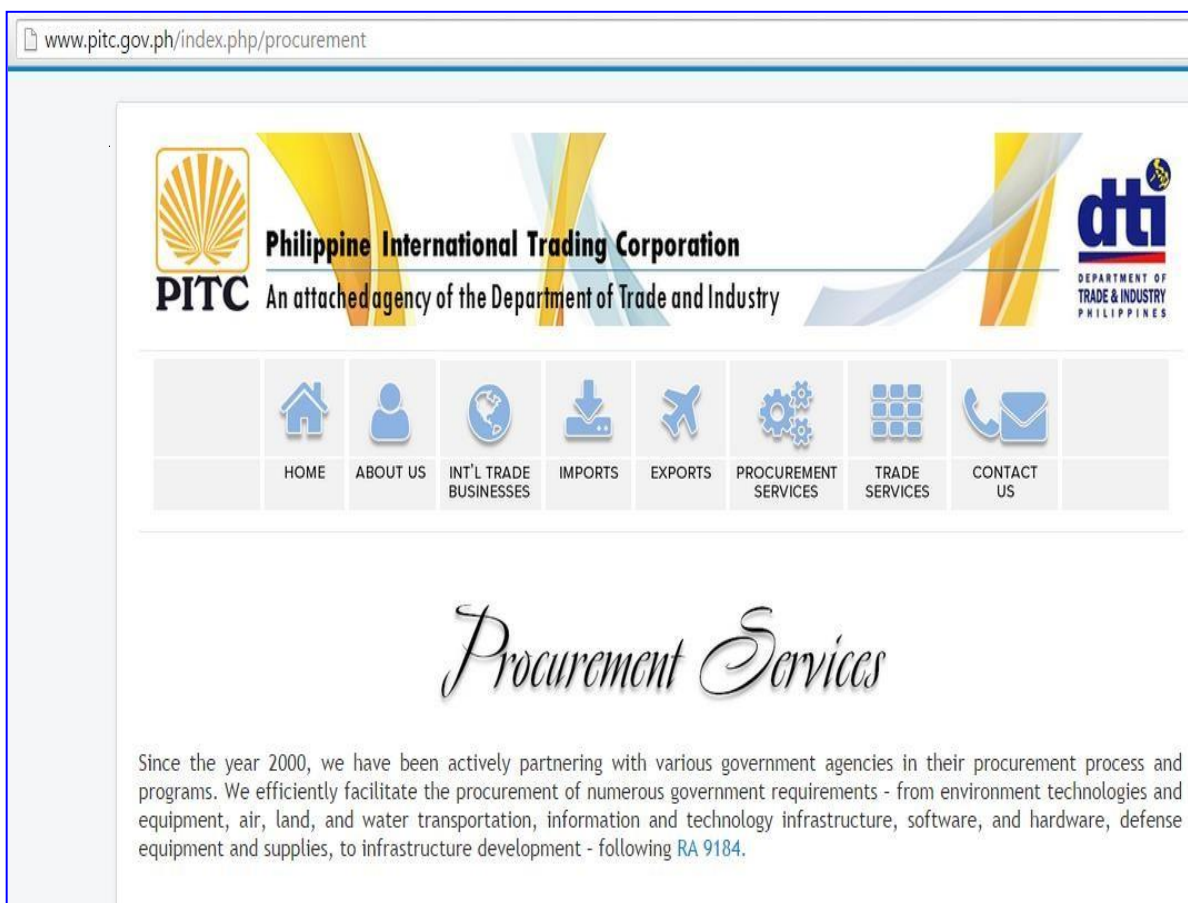 www.pitc.gov.ph/index.php/procurement
Philippine International Trading Corporation
PITC An attached agency of the Department of Trade and Industry
dti
DEPARTMENT OF
TRADE & INDUSTRY
PHILIPPINES
HOME ABOUT US INT'L TRADE BUSINESSES IMPORTS EXPORTS PROCUREMENT SERVICES TRADE SERVICES CONTACT US
Procurement Services
Since the year 2000, we have been actively partnering with various government agencies in their procurement process and
programs. We efficiently facilitate the procurement of numerous government requirements - from environment technologies and
equipment, air, land, and water transportation, information and technology infrastructure, software, and hardware, defense
equipment and supplies, to infrastructure development - following RA 9184.